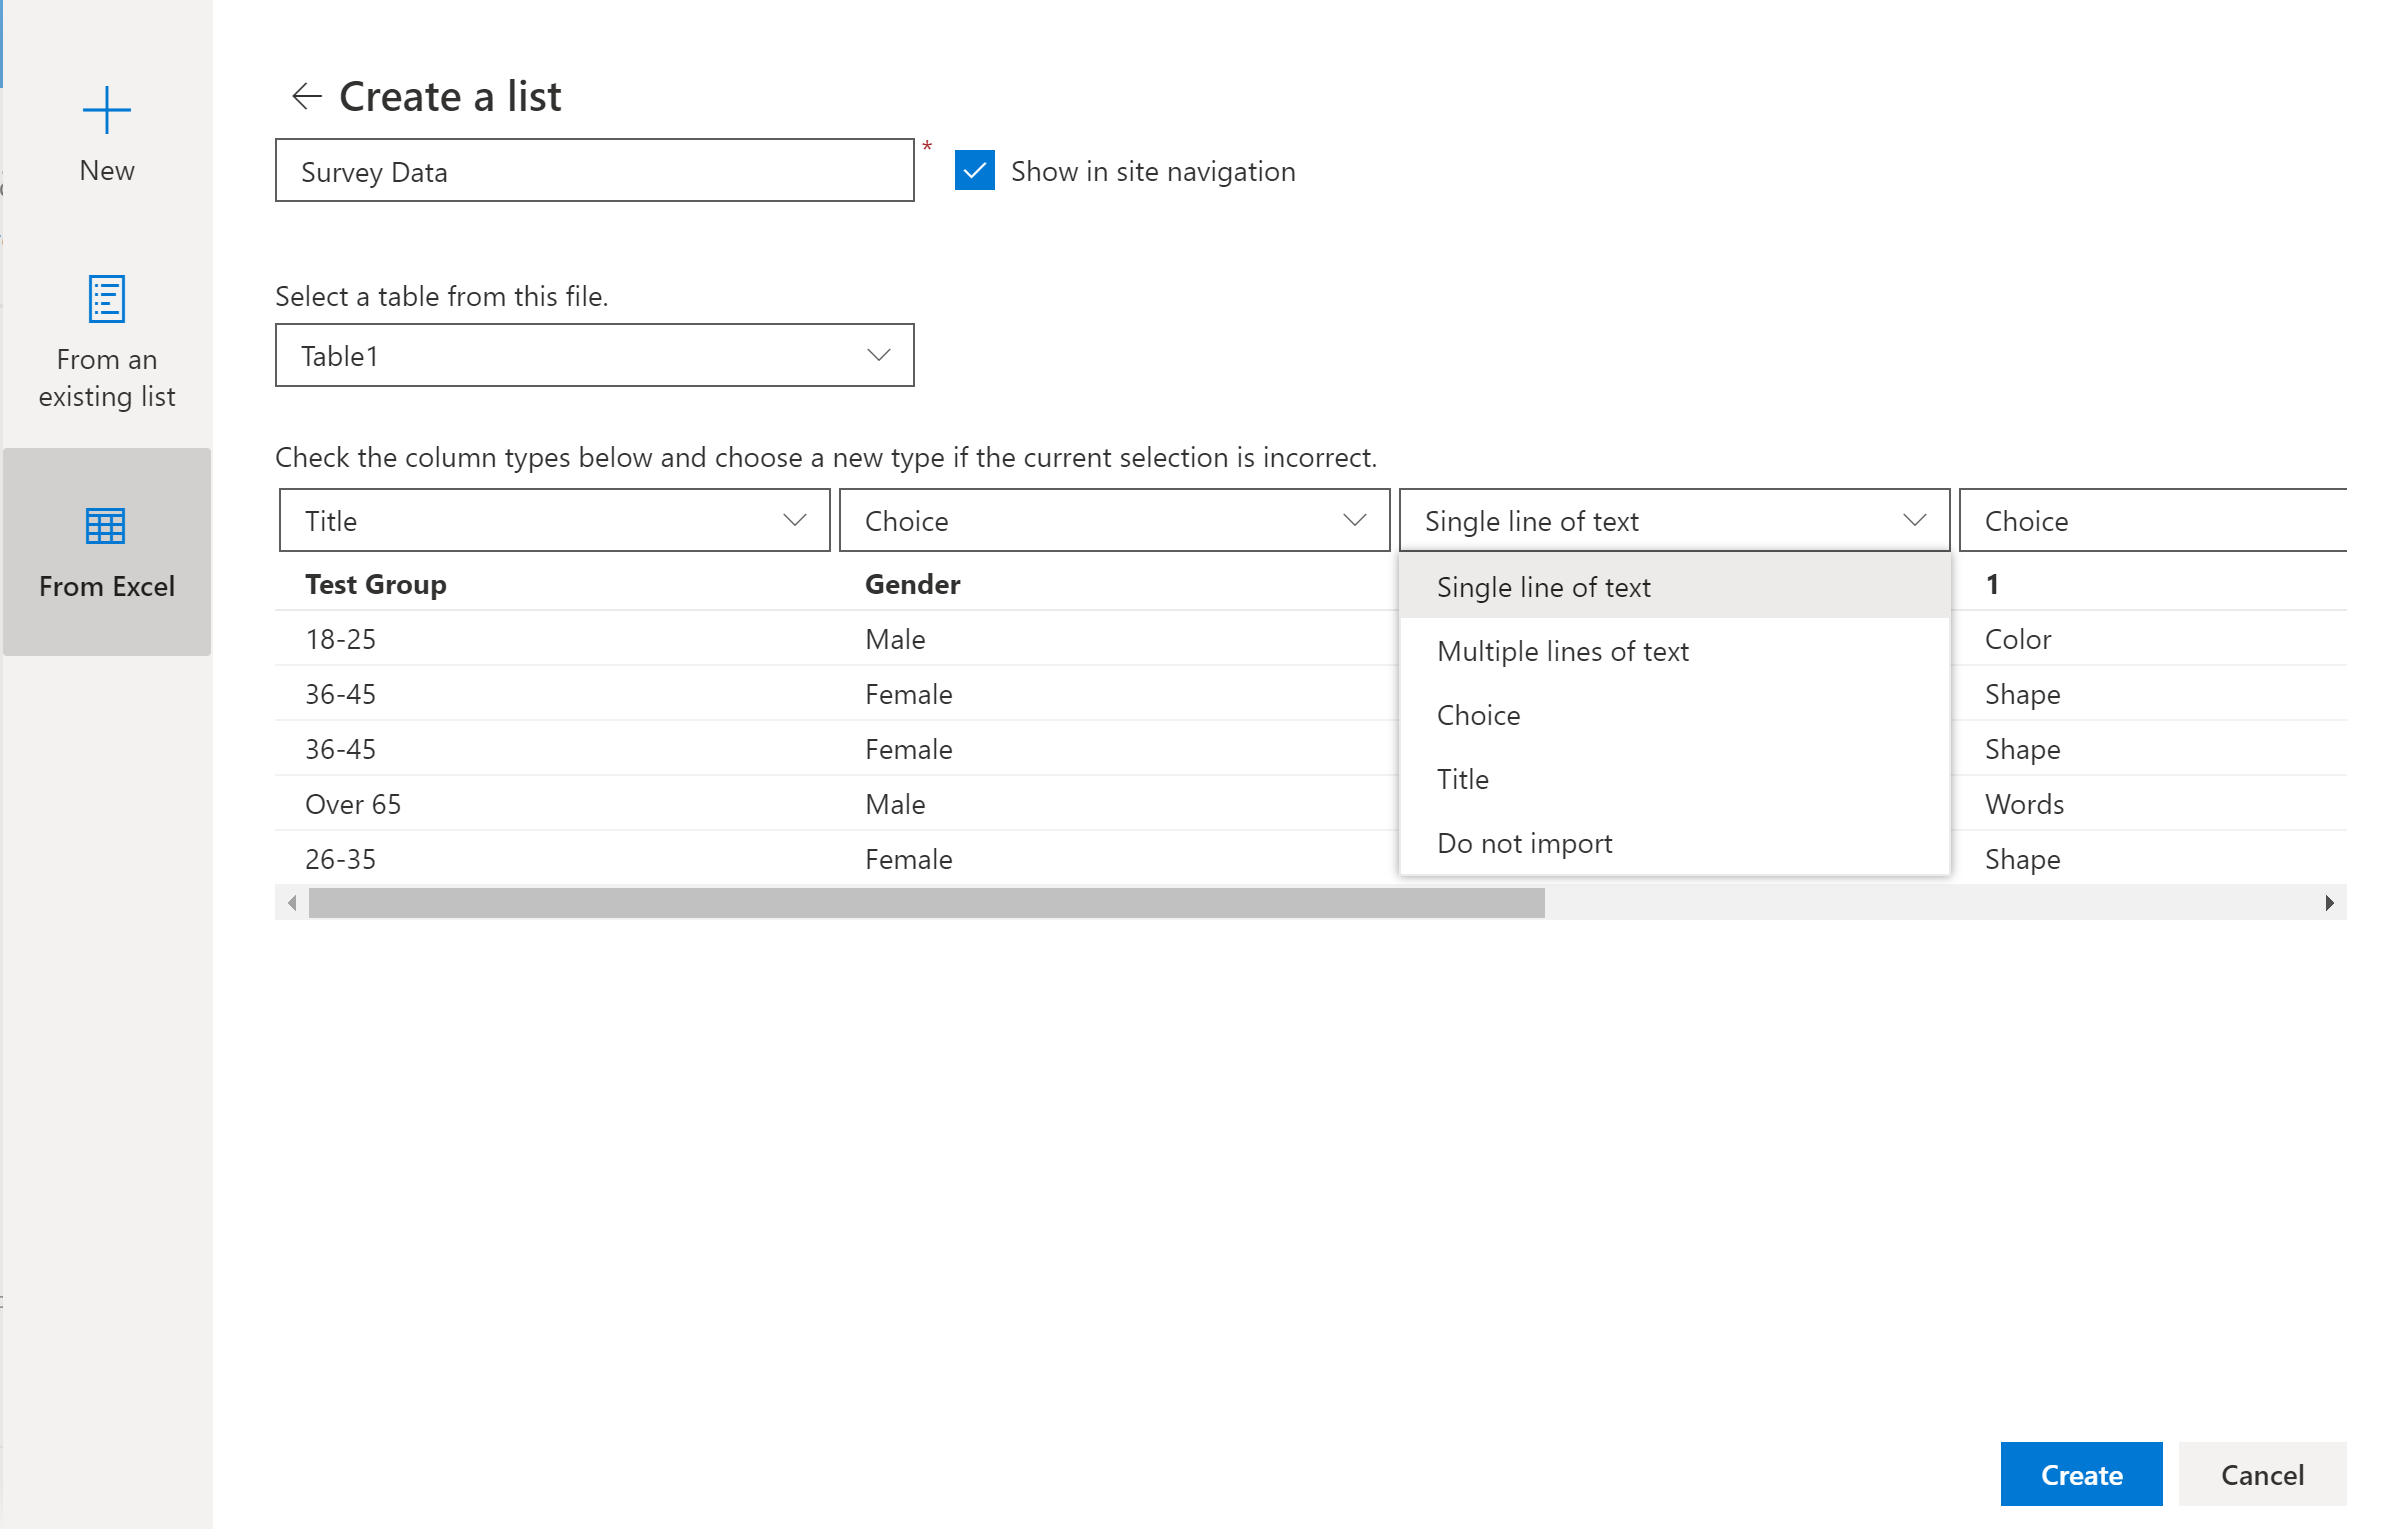 New
From an
existing list
From Excel
Create a list
Survey Data *
Show in site navigation
Select a table from this file.
Table1
Check the column types below and choose a new type if the current selection is incorrect.
Title Choice Single line of text Choice
Test Group Gender 1
18-25 Male Color
36-45 Female Shape
36-45 Female Shape
Over 65 Male Words
26-35 Female Shape
Single line of text
Multiple lines of text
Choice
Title
Do not import
Create Cancel